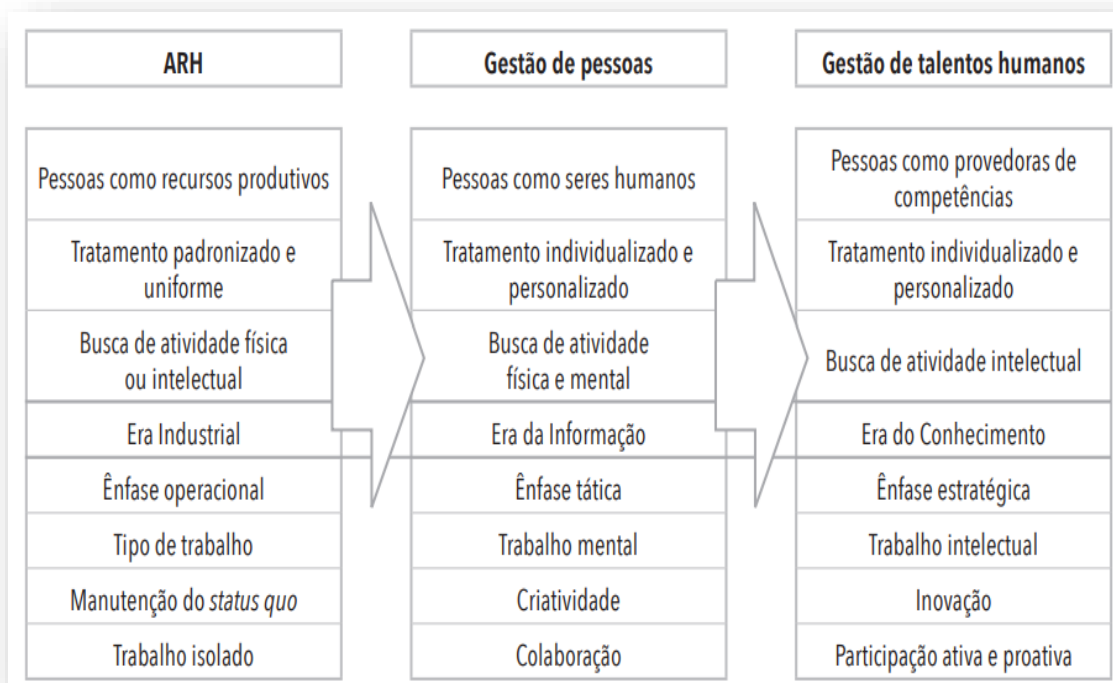 ARH
Gestão de pessoas
Gestão de talentos humanos
Pessoas como recursos produtivos
Pessoas como seres humanos
Pessoas como provedoras de
competências
Tratamento padronizado e
uniforme
Tratamento individualizado e
personalizado
Tratamento individualizado e
personalizado
Busca de atividade física
ou intelectual
Busca de atividade
física e mental
Busca de atividade intelectual
Era Industrial
Era da Informação
Era do Conhecimento
Ênfase operacional
Ênfase tática
Ênfase estratégica
Tipo de trabalho
Trabalho mental
Trabalho intelectual
Manutenção do status quo
Criatividade
Inovação
Trabalho isolado
Colaboração
Participação ativa e proativa